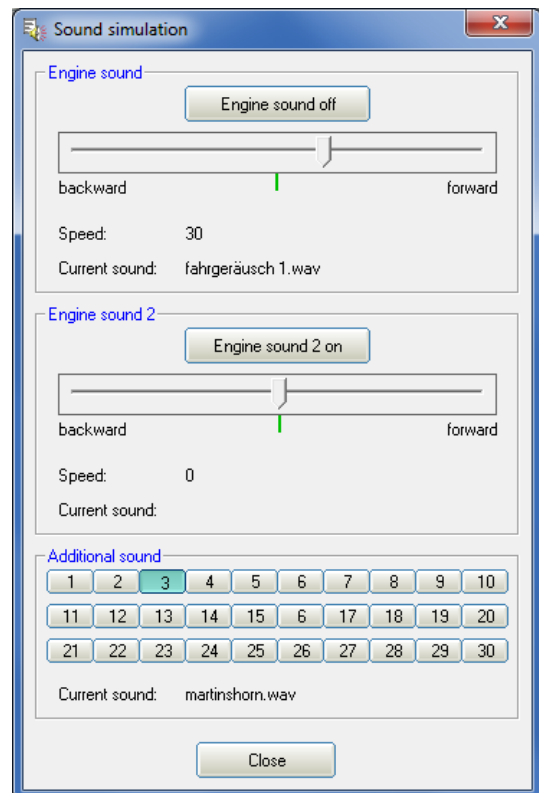 Sound simulation
Engine sound
Engine sound off
backward forward
Speed: 30
Current sound: fahrgeräusch 1.wav
Engine sound 2
Engine sound 2 on
backward forward
Speed: 0
Current sound:
Additional sound
1 2 3 4 5 6 7 8 9 10
11 12 13 14 15 6 17 18 19 20
21 22 23 24 25 26 27 28 29 30
Current sound: martinshorn.wav
Close